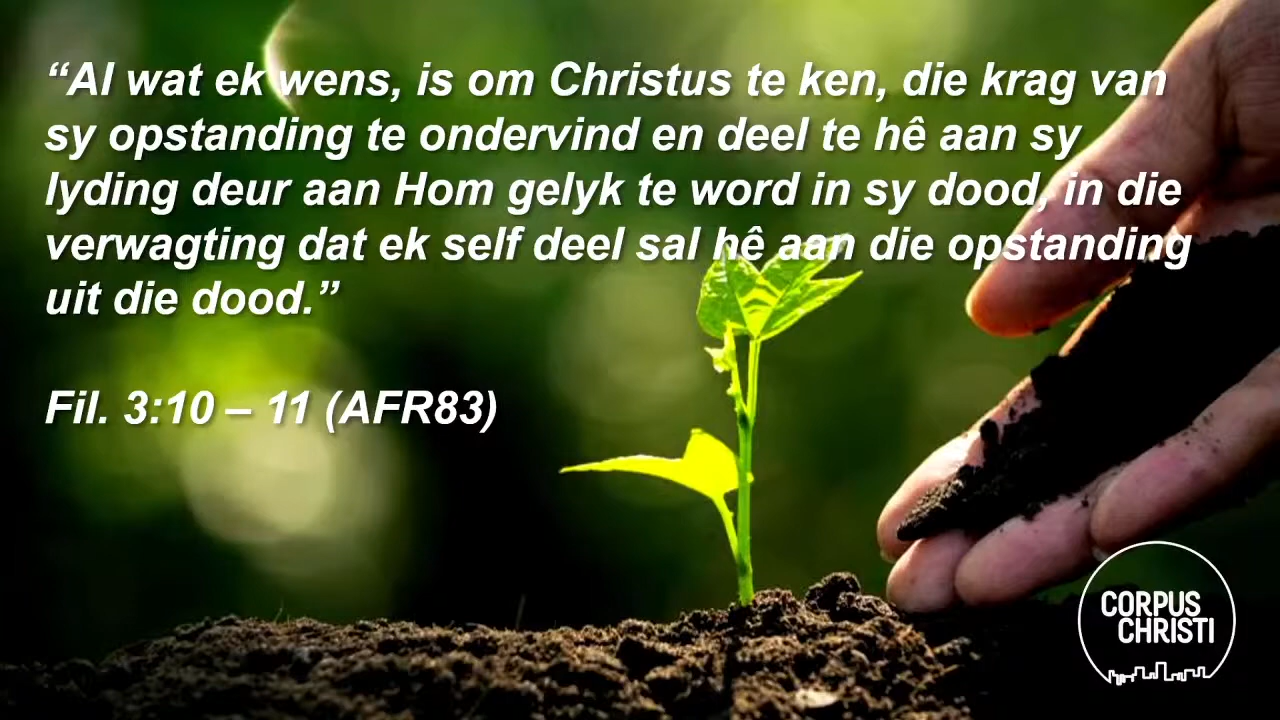 “Al wat ek wens, is om Christus te ken, die krag van
sy opstanding te ondervind en deel te hê aan sy
lyding deur aan Hom gelyk te word in sy dood, in die
verwagting dat ek self deel sal hê aan die opstanding
uit die dood.”
Fil. 3:10 – 11 (AFR83)
CORPUS
CHRISTI